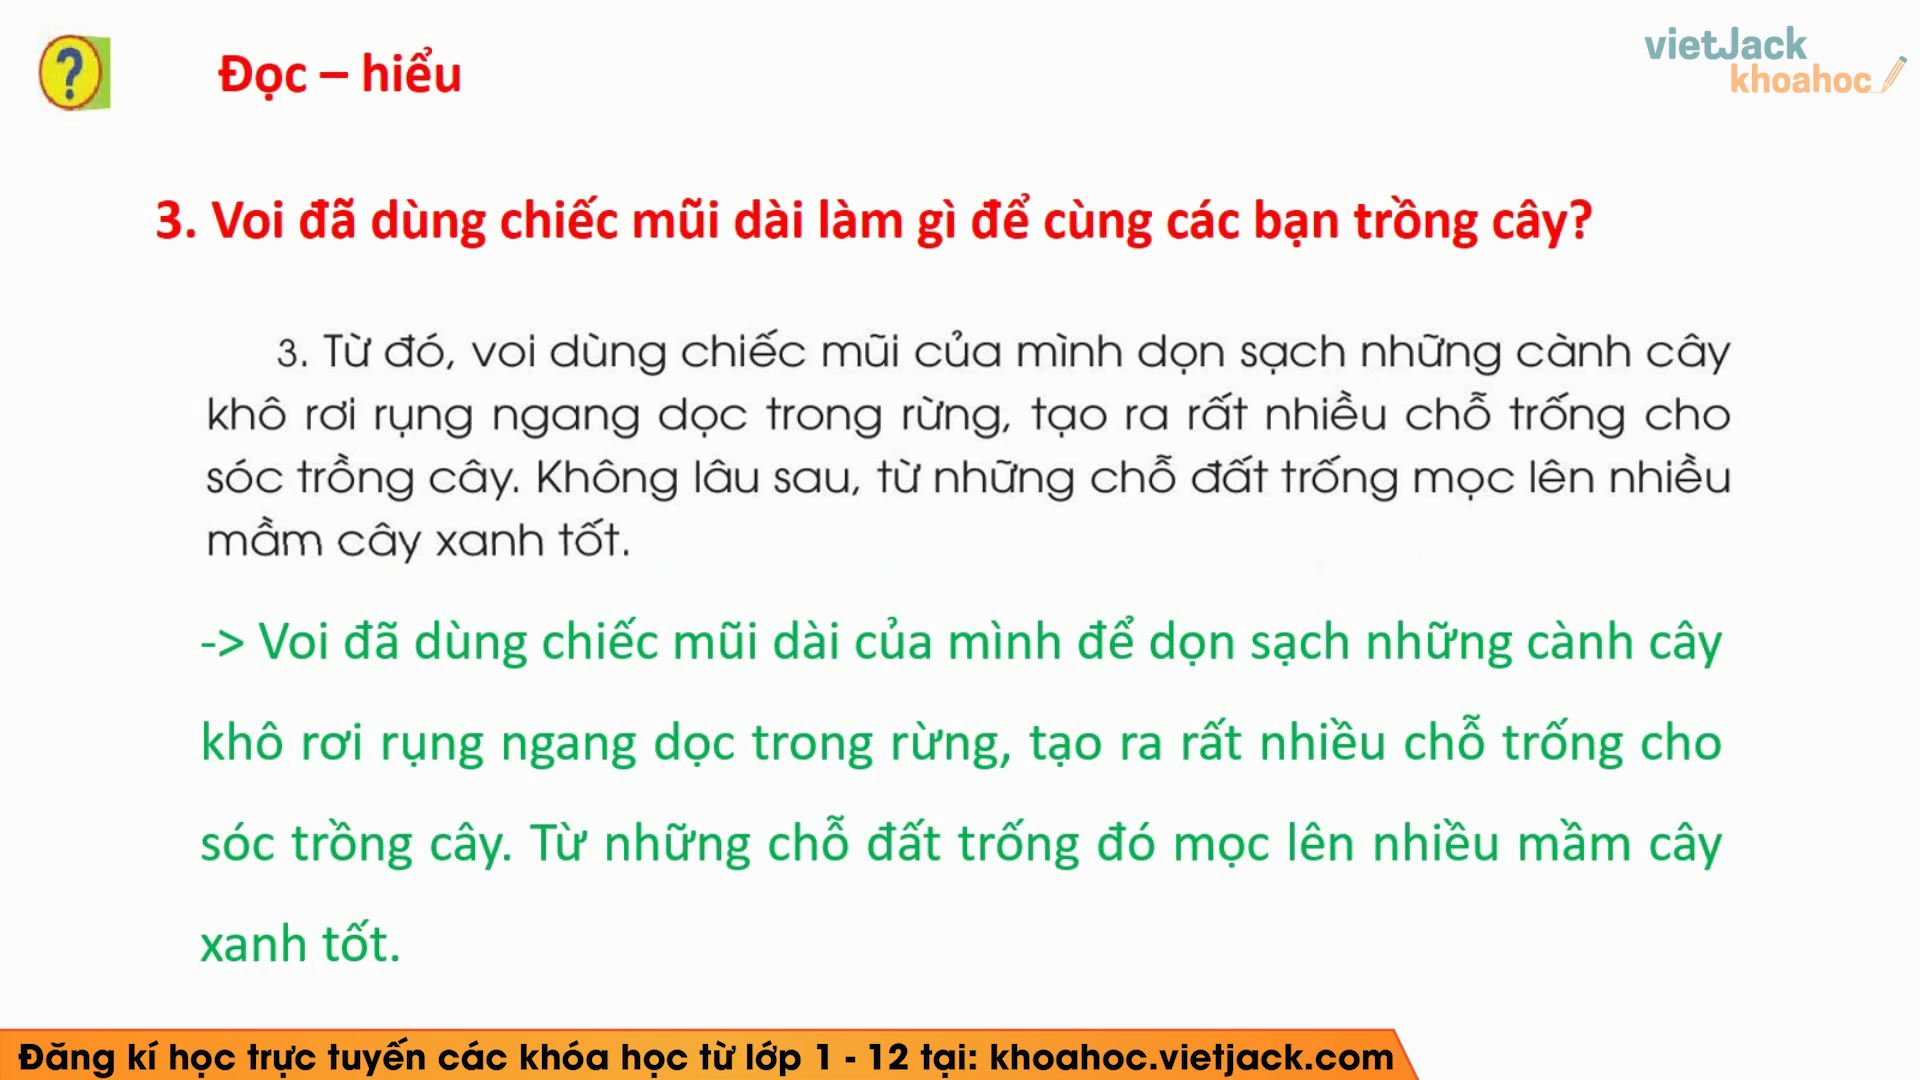 ?
Đọc – hiểu
vietJack
khoahoc
3. Voi đã dùng chiếc mũi dài làm gì để cùng các bạn trồng cây?
3. Từ đó, voi dùng chiếc mũi của mình dọn sạch những cành cây
khô rơi rụng ngang dọc trong rừng, tạo ra rất nhiều chỗ trống cho
sóc trồng cây. Không lâu sau, từ những chỗ đất trống mọc lên nhiều
mầm cây xanh tốt.
-> Voi đã dùng chiếc mũi dài của mình để dọn sạch những cành cây
khô rơi rụng ngang dọc trong rừng, tạo ra rất nhiều chỗ trống cho
sóc trồng cây. Từ những chỗ đất trống đó mọc lên nhiều mầm cây
xanh tốt.
Đăng kí học trực tuyến các khóa học từ lớp 1 - 12 tại: khoahoc.vietjack.com